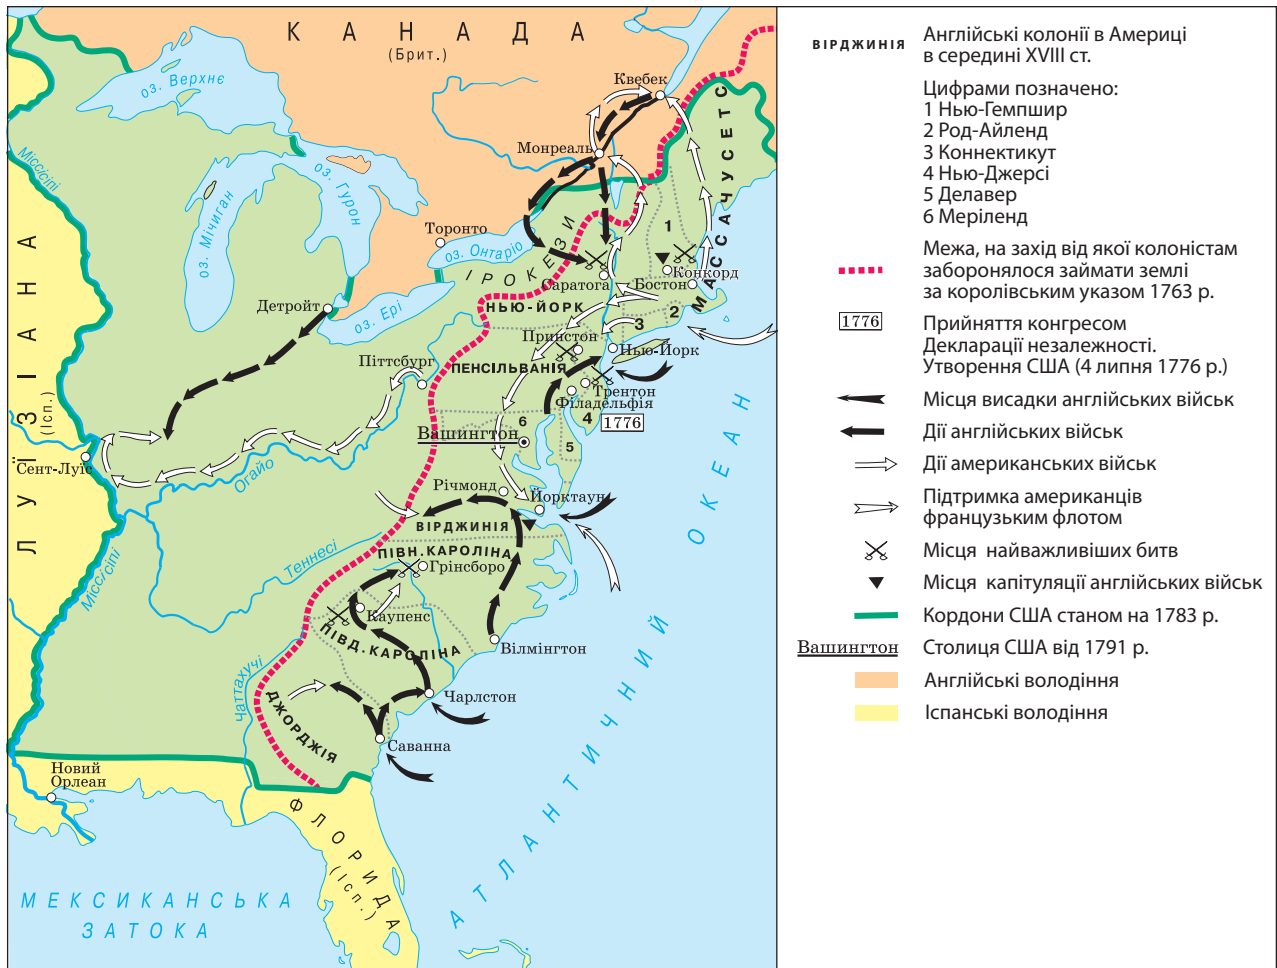 КАНАДА
(Брит.)
оз. Верхнє
Квебек
Міссісіпі
Монреаль
МАССАЧУСЕТС
оз. Гурон
оз. Мічиган
Торонто
оз. Онтаріо
ІРОКЕЗИ
1
Конкорд
Саратога
Бостон
Детройт
оз. Ері
НЬЮ-ЙОРК
2
3
Принстон
Нью-Йорк
Піттсбург
ПЕНСІЛЬВАНІЯ
Трентон
Філадельфія
4
1776
ЛУЇЗІАНА
(Ісп.)
6
Вашингтон
5
Сент-Луїс
Огайо
Річмонд
Йорктаун
ВІРДЖИНІЯ
ПІВН.КАРОЛІНА
Теннесі
Грінсборо
Міссісіпі
Каупенс
ПІВД.КАРОЛІНА
Вілмінгтон
Чаттахучі
ДЖОРДЖІЯ
Чарлстон
Саванна
Новий
Орлеан
ФЛОРИДА
(Ісп.)
МЕКСИКАНСЬКА
ЗАТОКА
АТЛАНТИЧНИЙ ОКЕАН
ВІРДЖИНІЯ
Англійські колонії в Америці
в середині XVIII ст.
Цифрами позначено:
1 Нью-Гемпшир
2 Род-Айленд
3 Коннектикут
4 Нью-Джерсі
5 Делавер
6 Меріленд
Межа, на захід від якої колоністам
заборонялося займати землі
за королівським указом 1763 р.
1776
Прийняття конгресом
Декларації незалежності.
Утворення США (4 липня 1776 р.)
Місця висадки англійських військ
Дії англійських військ
Дії американських військ
Підтримка американців
французьким флотом
Місця найважливіших битв
Місця капітуляції англійських військ
Кордони США станом на 1783 р.
Вашингтон
Столиця США від 1791 р.
Англійські володіння
Іспанські володіння